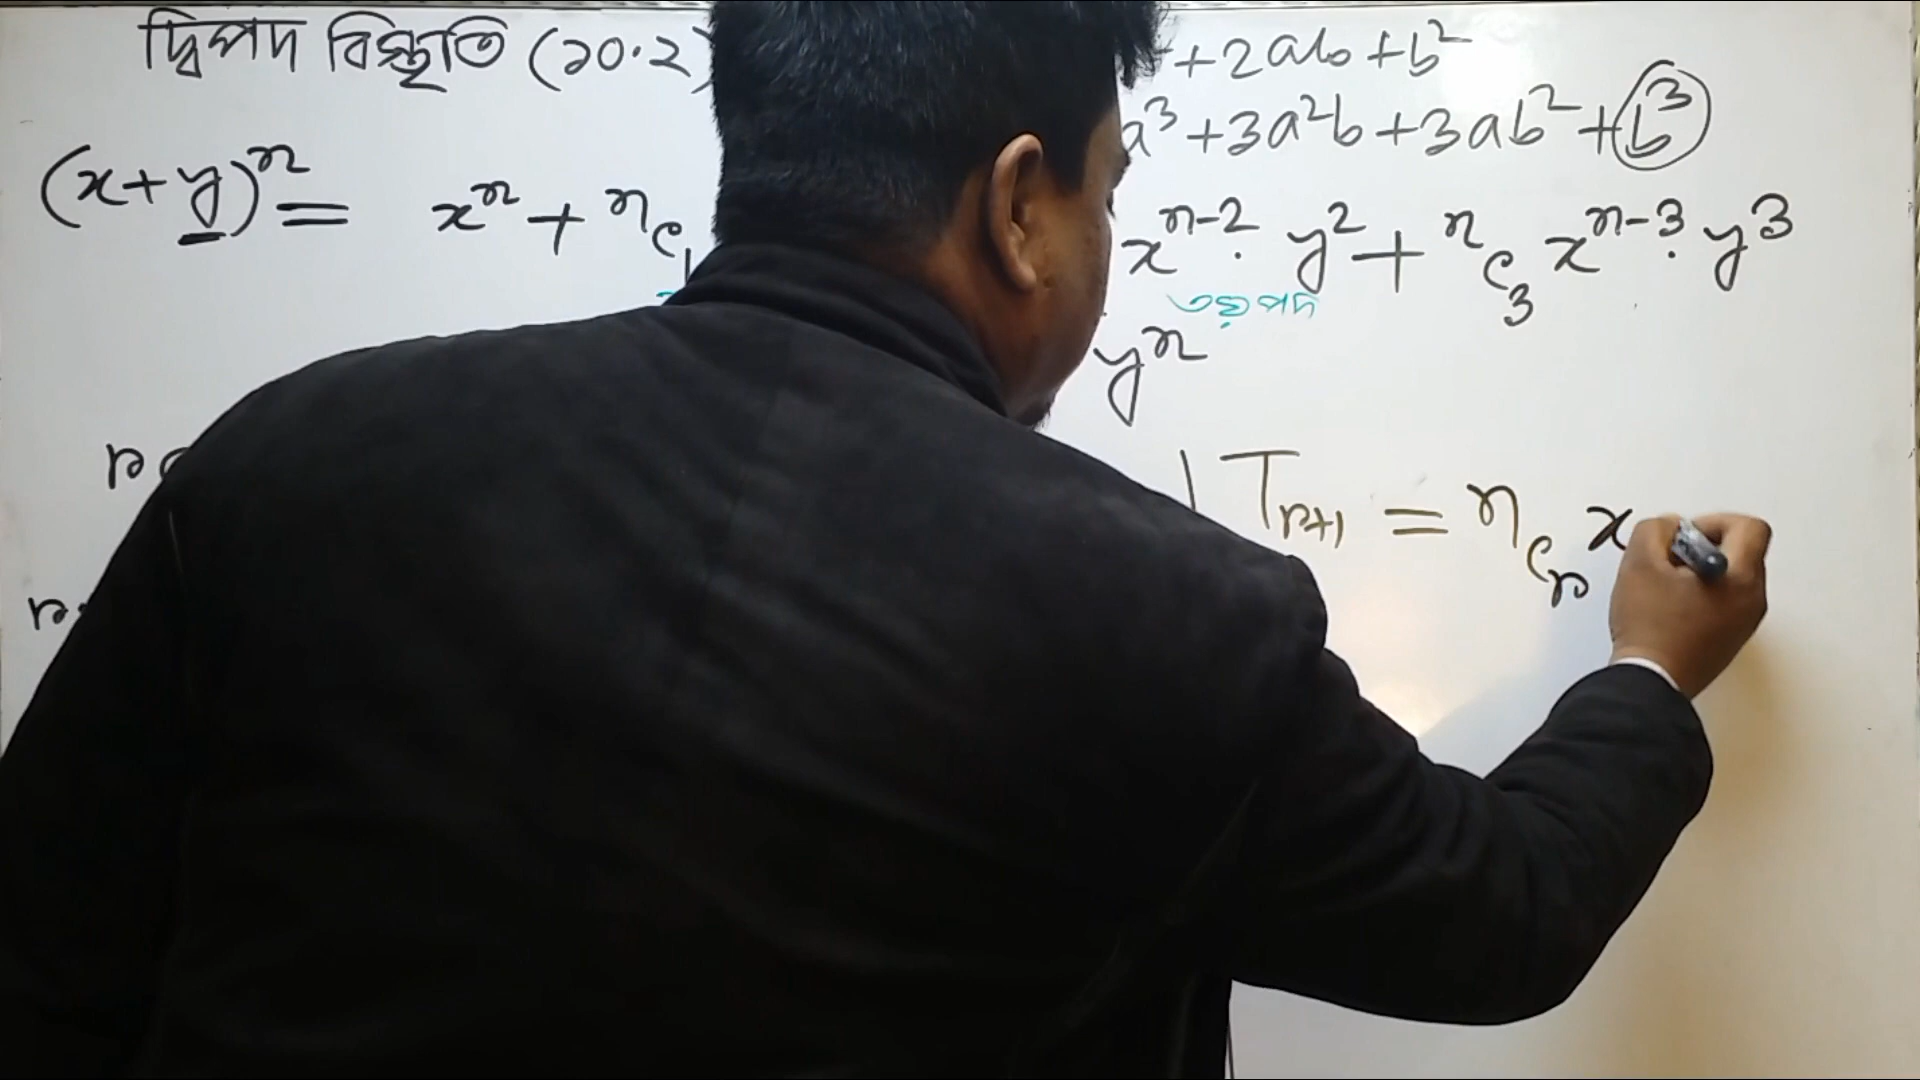 দ্বিপদ বিস্তৃতি (১০.২)
+2ab+b²
a³+3a²b+3ab²+b³
(x+y)ⁿ = xⁿ + ⁿC₁
xⁿ⁻²· y² + ⁿC₃ xⁿ⁻³· y³
৩য় পদ
yⁿ
T_{r+1} = ⁿC_r x